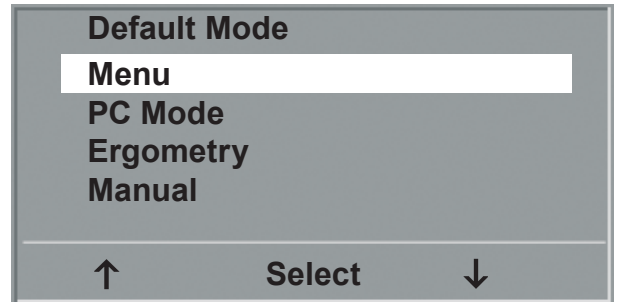 Default Mode
Menu
PC Mode
Ergometry
Manual
↑ Select ↓